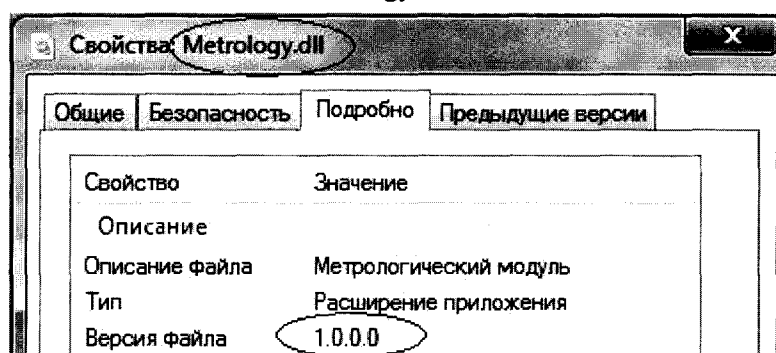 Свойства: Metrology.dll
Общие Безопасность Подробно Предыдущие версии
Свойство Значение
Описание
Описание файла Метрологический модуль
Тип Расширение приложения
Версия файла 1.0.0.0